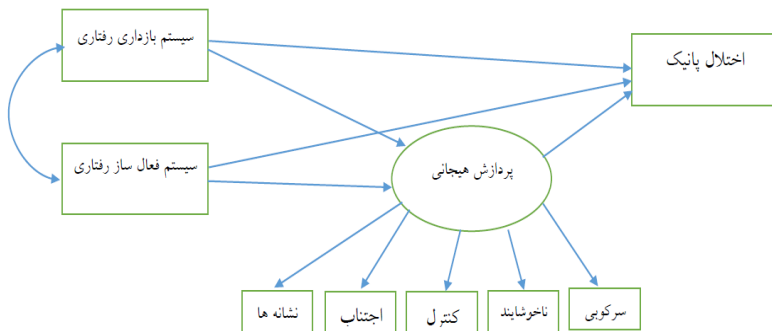 سیستم بازداری رفتاری
اختلال پانیک
سیستم فعال ساز رفتاری
پردازش هیجانی
سرکوبی
ناخوشایند
کنترل
اجتناب
نشانه ها